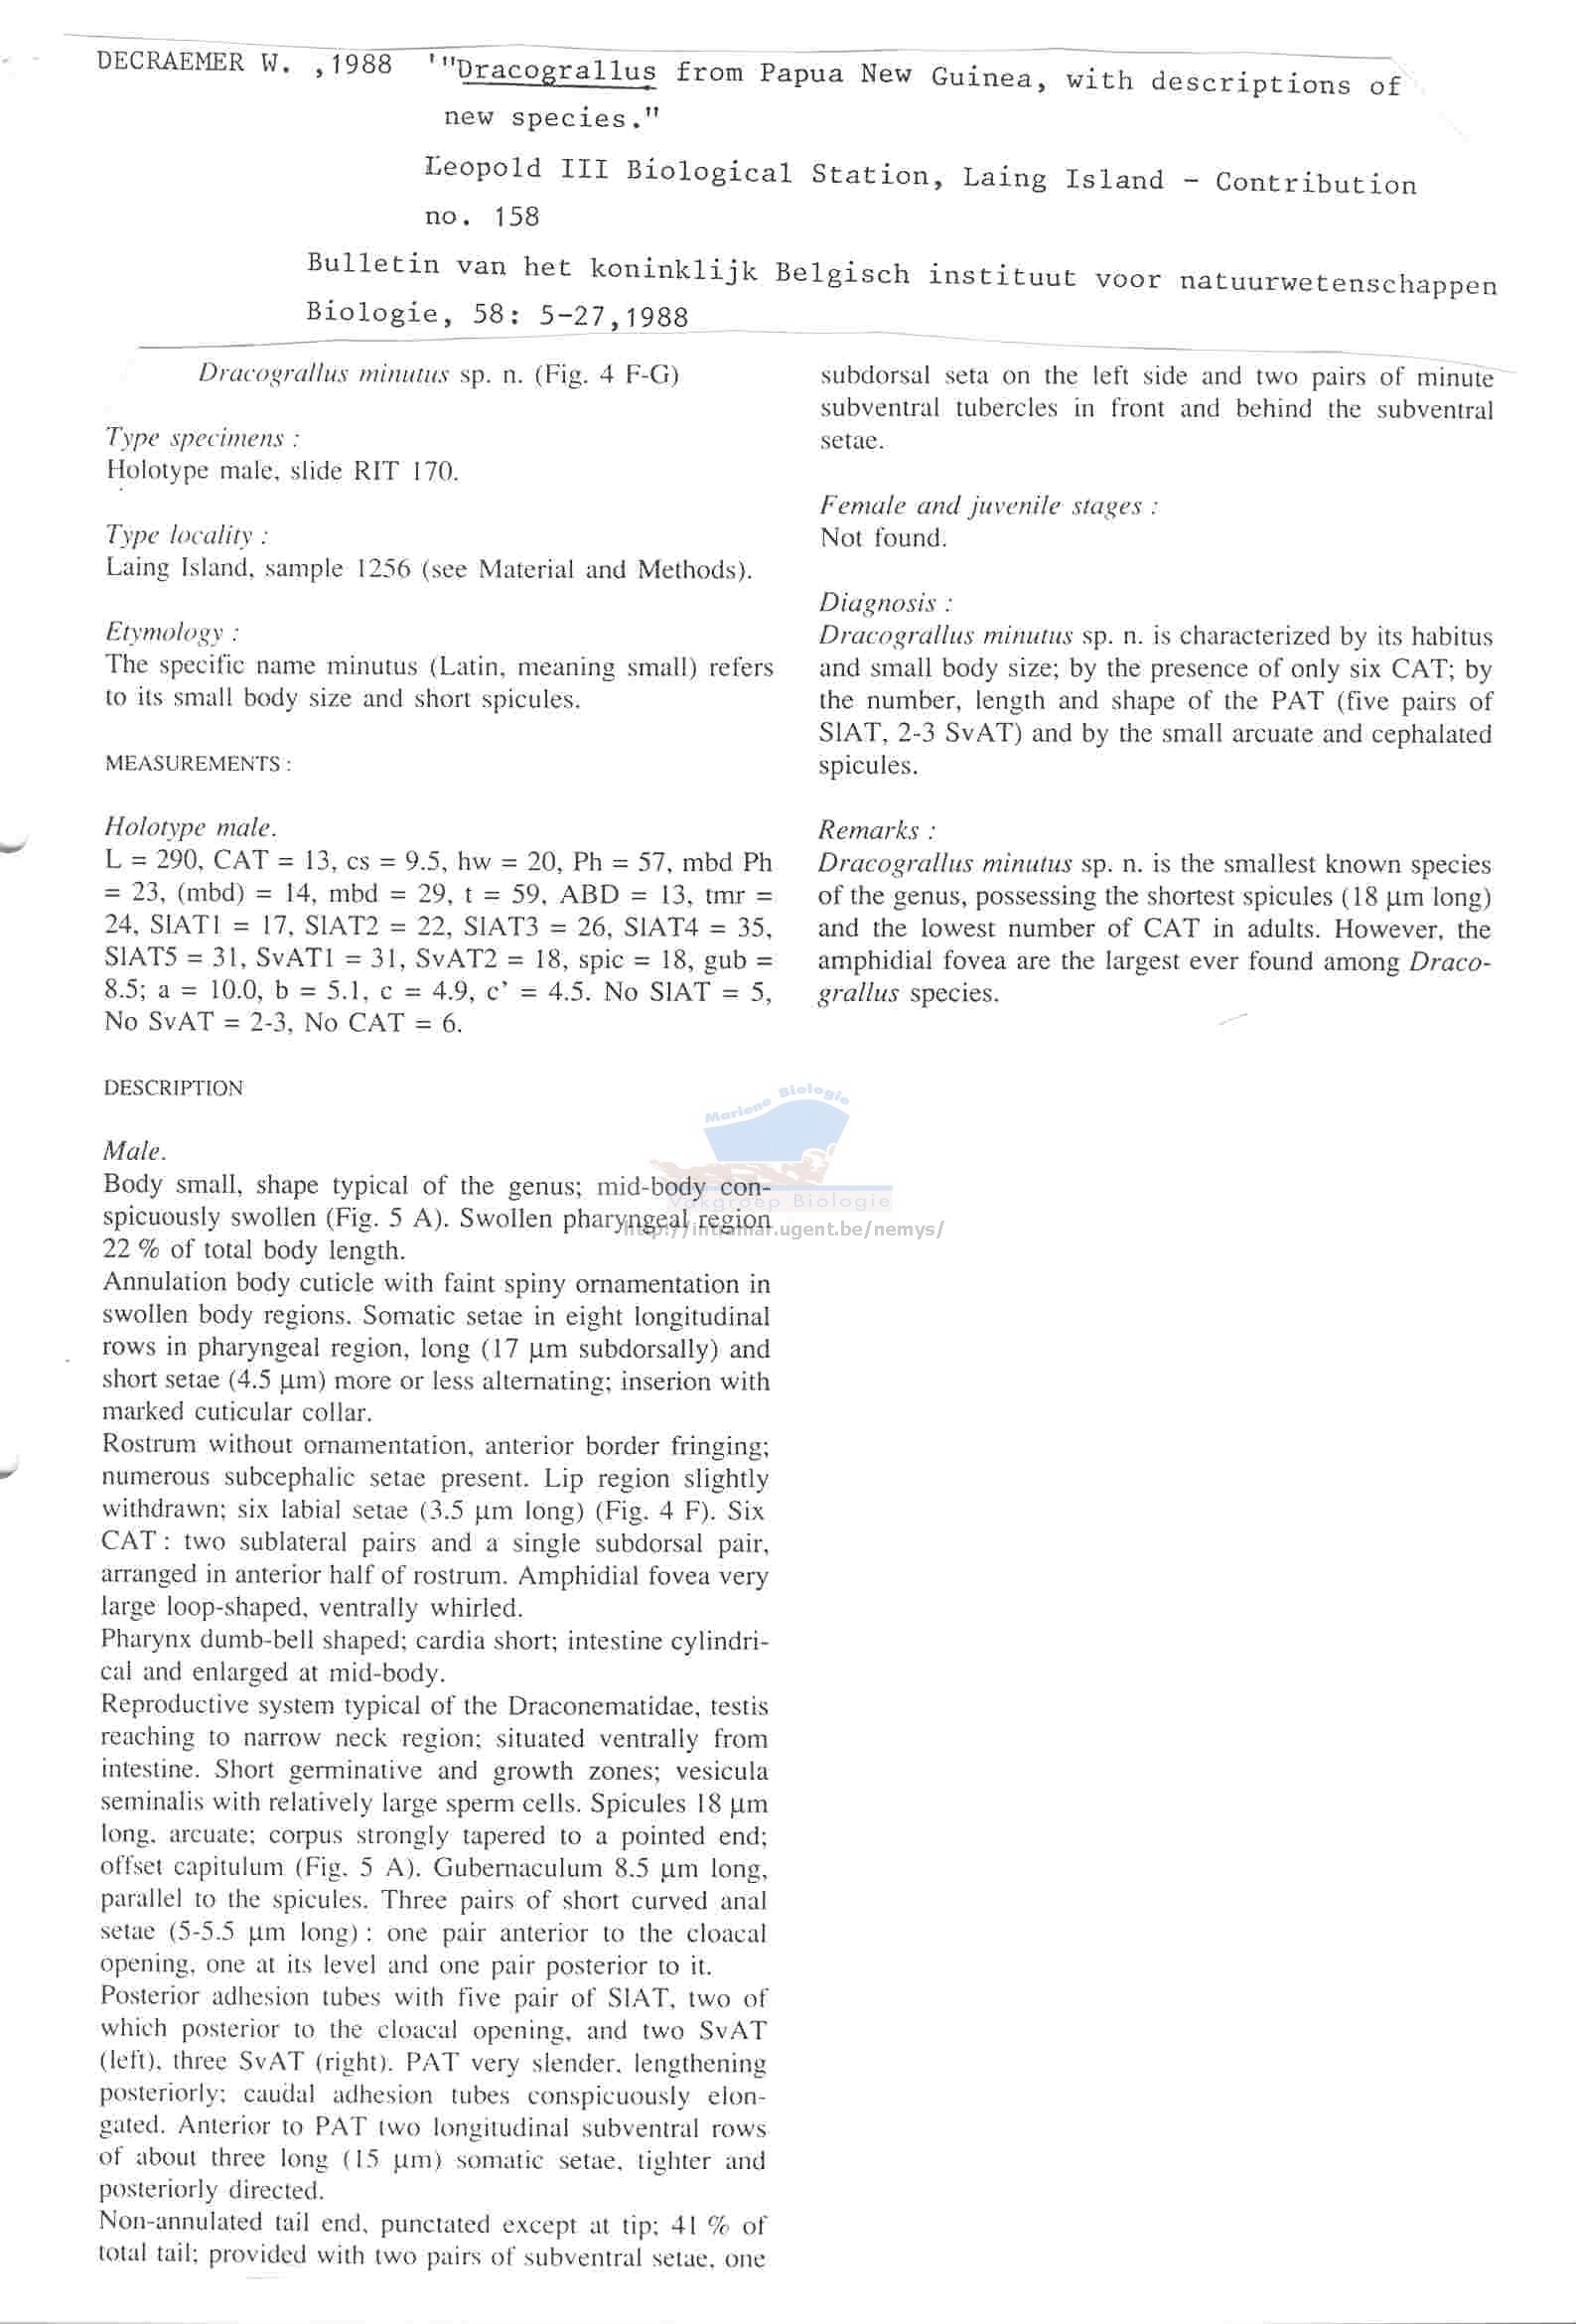 DECRAEMER W. ,1988 '"Dracograllus from Papua New Guinea, with descriptions of
new species."
Leopold III Biological Station, Laing Island - Contribution
no. 158
Bulletin van het koninklijk Belgisch instituut voor natuurwetenschappen
Biologie, 58: 5-27,1988
Dracograllus minutus sp. n. (Fig. 4 F-G)
Type specimens :
Holotype male, slide RIT 170.
Type locality :
Laing Island, sample 1256 (see Material and Methods).
Etymology :
The specific name minutus (Latin, meaning small) refers
to its small body size and short spicules.
MEASUREMENTS :
Holotype male.
L = 290, CAT = 13, cs = 9.5, hw = 20, Ph = 57, mbd Ph
= 23, (mbd) = 14, mbd = 29, t = 59, ABD = 13, tmr =
24, SlAT1 = 17, SlAT2 = 22, SlAT3 = 26, SlAT4 = 35,
SlAT5 = 31, SvAT1 = 31, SvAT2 = 18, spic = 18, gub =
8.5; a = 10.0, b = 5.1, c = 4.9, c' = 4.5. No SlAT = 5,
No SvAT = 2-3, No CAT = 6.
DESCRIPTION
Male.
Body small, shape typical of the genus; mid-body con-
spicuously swollen (Fig. 5 A). Swollen pharyngeal region
22 % of total body length.
Annulation body cuticle with faint spiny ornamentation in
swollen body regions. Somatic setae in eight longitudinal
rows in pharyngeal region, long (17 µm subdorsally) and
short setae (4.5 µm) more or less alternating; inserion with
marked cuticular collar.
Rostrum without ornamentation, anterior border fringing;
numerous subcephalic setae present. Lip region slightly
withdrawn; six labial setae (3.5 µm long) (Fig. 4 F). Six
CAT : two sublateral pairs and a single subdorsal pair,
arranged in anterior half of rostrum. Amphidial fovea very
large loop-shaped, ventrally whirled.
Pharynx dumb-bell shaped; cardia short; intestine cylindri-
cal and enlarged at mid-body.
Reproductive system typical of the Draconematidae, testis
reaching to narrow neck region; situated ventrally from
intestine. Short germinative and growth zones; vesicula
seminalis with relatively large sperm cells. Spicules 18 µm
long, arcuate; corpus strongly tapered to a pointed end;
offset capitulum (Fig. 5 A). Gubernaculum 8.5 µm long,
parallel to the spicules. Three pairs of short curved anal
setae (5-5.5 µm long) : one pair anterior to the cloacal
opening, one at its level and one pair posterior to it.
Posterior adhesion tubes with five pair of SlAT, two of
which posterior to the cloacal opening, and two SvAT
(left), three SvAT (right). PAT very slender, lengthening
posteriorly; caudal adhesion tubes conspicuously elon-
gated. Anterior to PAT two longitudinal subventral rows
of about three long (15 µm) somatic setae, tighter and
posteriorly directed.
Non-annulated tail end, punctated except at tip; 41 % of
total tail; provided with two pairs of subventral setae, one
subdorsal seta on the left side and two pairs of minute
subventral tubercles in front and behind the subventral
setae.
Female and juvenile stages :
Not found.
Diagnosis :
Dracograllus minutus sp. n. is characterized by its habitus
and small body size; by the presence of only six CAT; by
the number, length and shape of the PAT (five pairs of
SlAT, 2-3 SvAT) and by the small arcuate and cephalated
spicules.
Remarks :
Dracograllus minutus sp. n. is the smallest known species
of the genus, possessing the shortest spicules (18 µm long)
and the lowest number of CAT in adults. However, the
amphidial fovea are the largest ever found among Draco-
grallus species.
Mariene Biologie
Vakgroep Biologie
http://intramar.ugent.be/nemys/